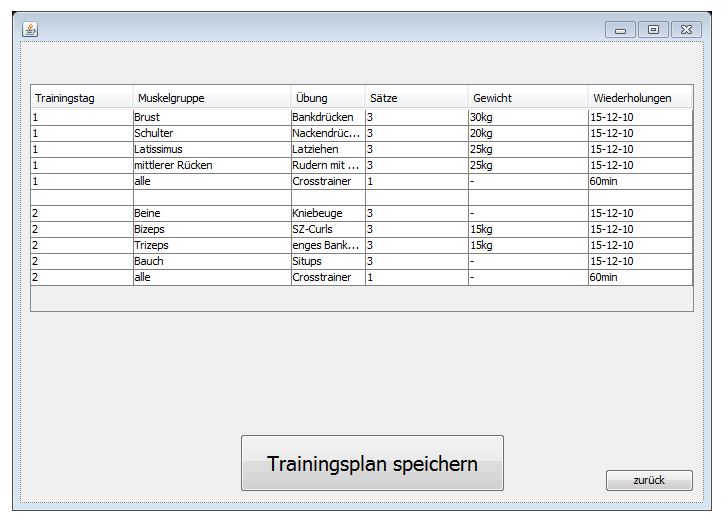 Trainingstag Muskelgruppe Übung Sätze Gewicht Wiederholungen
1 Brust Bankdrücken 3 30kg 15-12-10
1 Schulter Nackendrüc... 3 20kg 15-12-10
1 Latissimus Latziehen 3 25kg 15-12-10
1 mittlerer Rücken Rudern mit ... 3 25kg 15-12-10
1 alle Crosstrainer 1 - 60min
2 Beine Kniebeuge 3 - 15-12-10
2 Bizeps SZ-Curls 3 15kg 15-12-10
2 Trizeps enges Bank... 3 15kg 15-12-10
2 Bauch Situps 3 - 15-12-10
2 alle Crosstrainer 1 - 60min
Trainingsplan speichern
zurück